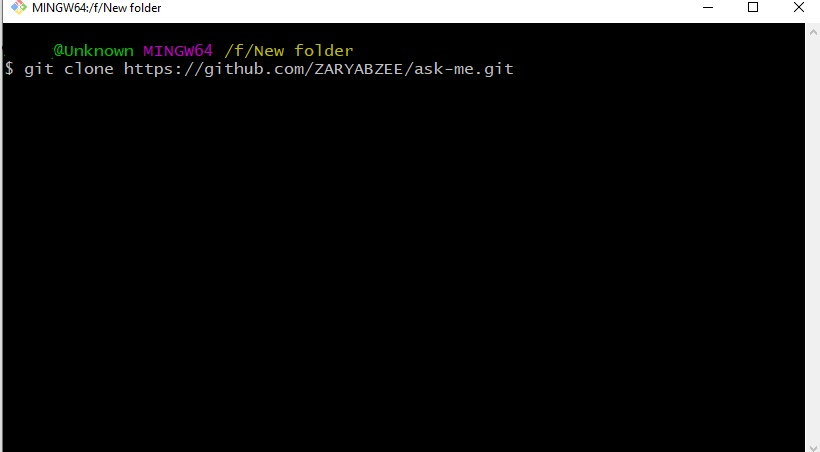 MINGW64:/f/New folder
@Unknown MINGW64 /f/New folder
$ git clone https://github.com/ZARYABZEE/ask-me.git